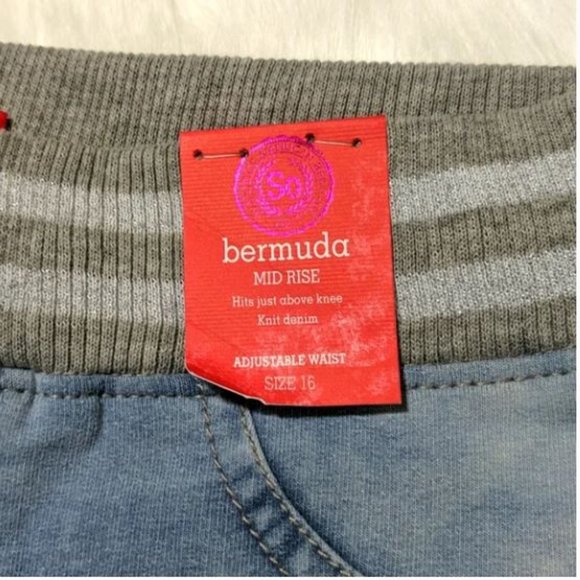 So
bermuda
MID RISE
Hits just above knee
Knit denim
ADJUSTABLE WAIST
SIZE 16